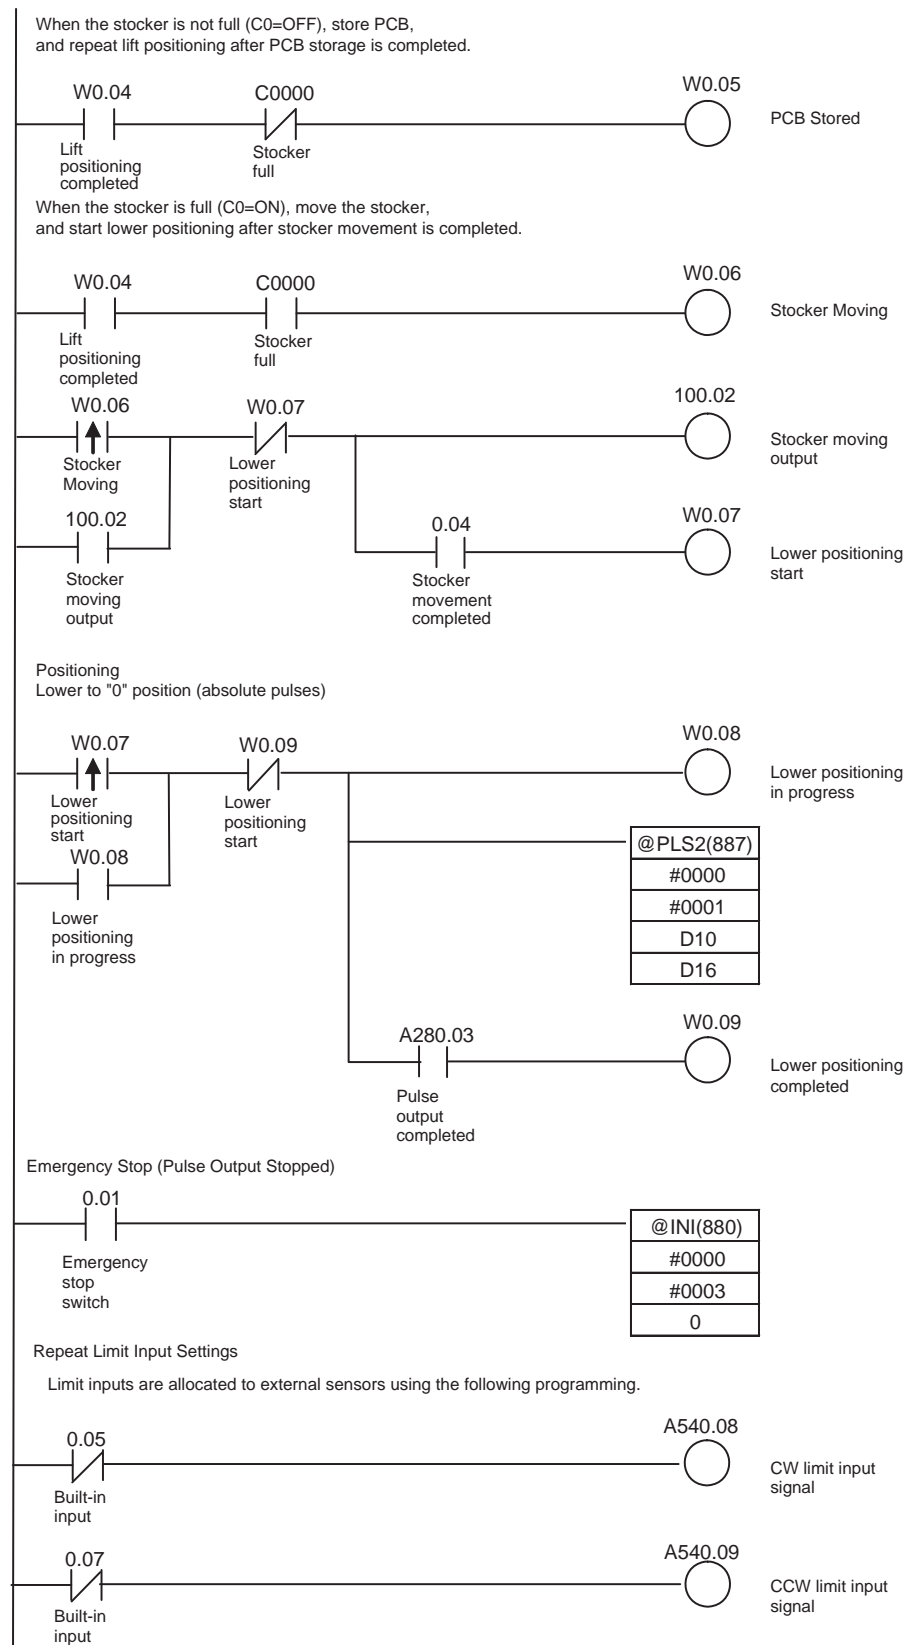 When the stocker is not full (C0=OFF), store PCB,
and repeat lift positioning after PCB storage is completed.
W0.04
C0000
W0.05
PCB Stored
Lift
positioning
completed
Stocker
full
When the stocker is full (C0=ON), move the stocker,
and start lower positioning after stocker movement is completed.
W0.04
C0000
W0.06
Stocker Moving
Lift
positioning
completed
Stocker
full
W0.06
W0.07
100.02
Stocker
Moving
Lower
positioning
start
Stocker moving
output
100.02
0.04
W0.07
Stocker
moving
output
Stocker
movement
completed
Lower positioning
start
Positioning
Lower to "0" position (absolute pulses)
W0.07
W0.09
W0.08
Lower
positioning
start
Lower
positioning
start
Lower positioning
in progress
W0.08
Lower
positioning
in progress
@PLS2(887)
#0000
#0001
D10
D16
A280.03
W0.09
Pulse
output
completed
Lower positioning
completed
Emergency Stop (Pulse Output Stopped)
0.01
Emergency
stop
switch
@INI(880)
#0000
#0003
0
Repeat Limit Input Settings
Limit inputs are allocated to external sensors using the following programming.
0.05
A540.08
Built-in
input
CW limit input
signal
0.07
A540.09
Built-in
input
CCW limit input
signal